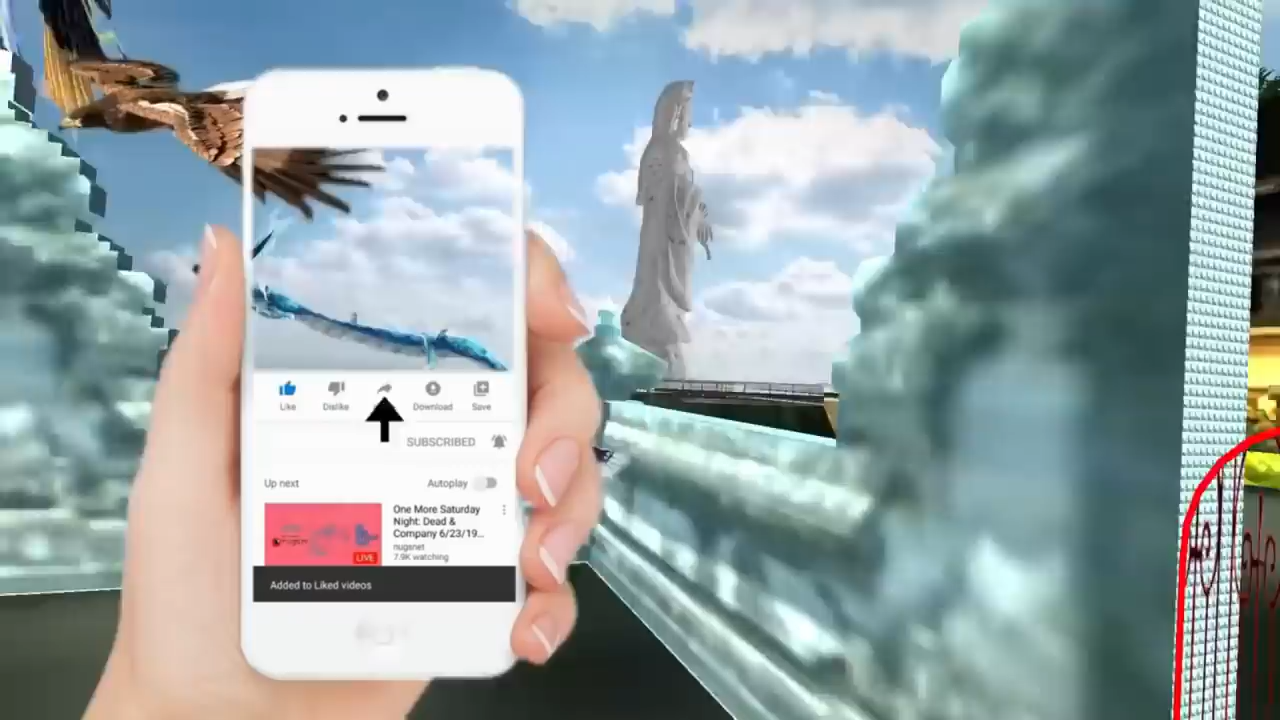 Like
Dislike
Download
Save
SUBSCRIBED
Up next
Autoplay
One More Saturday
Night: Dead &
Company 6/23/19...
nugsnet
7.9K watching
LIVE
Added to Liked videos